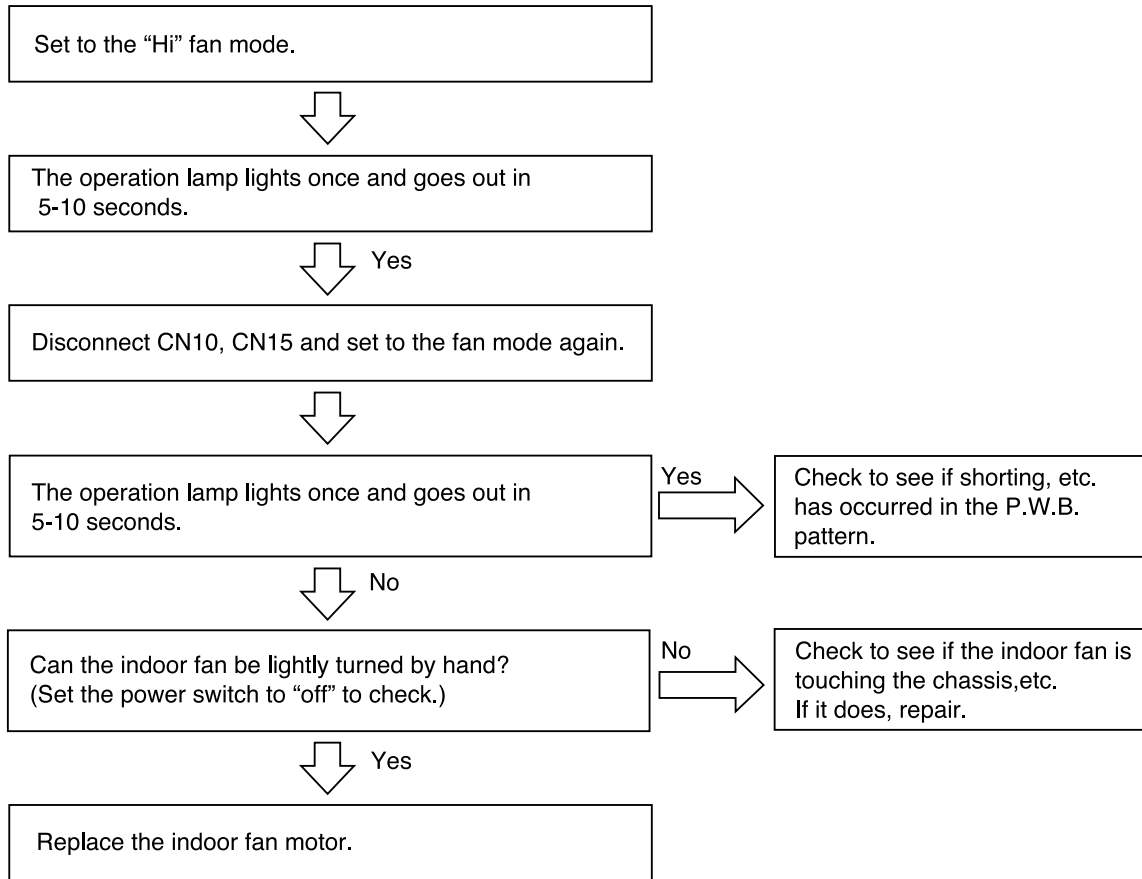 Set to the “Hi” fan mode.
The operation lamp lights once and goes out in
5-10 seconds.
Yes
Disconnect CN10, CN15 and set to the fan mode again.
The operation lamp lights once and goes out in
5-10 seconds.
Yes
Check to see if shorting, etc.
has occurred in the P.W.B.
pattern.
No
Can the indoor fan be lightly turned by hand?
(Set the power switch to “off” to check.)
No
Check to see if the indoor fan is
touching the chassis,etc.
If it does, repair.
Yes
Replace the indoor fan motor.